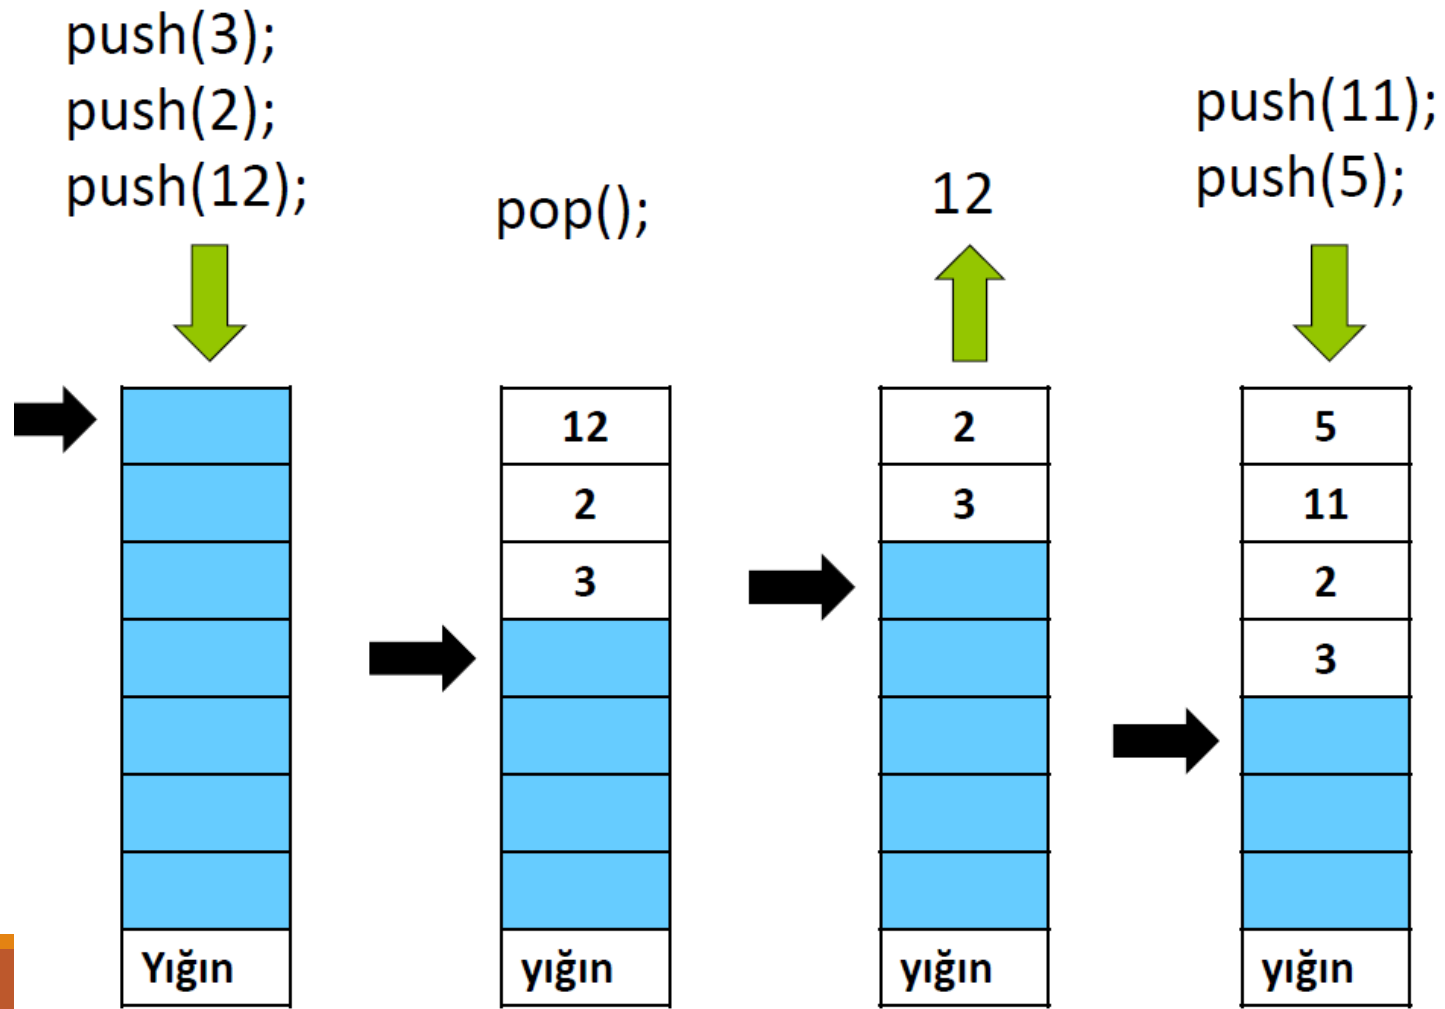 push(3);
push(2);
push(12);
pop();
12
push(11);
push(5);
Yığın
12
2
3
yığın
2
3
yığın
5
11
2
3
yığın